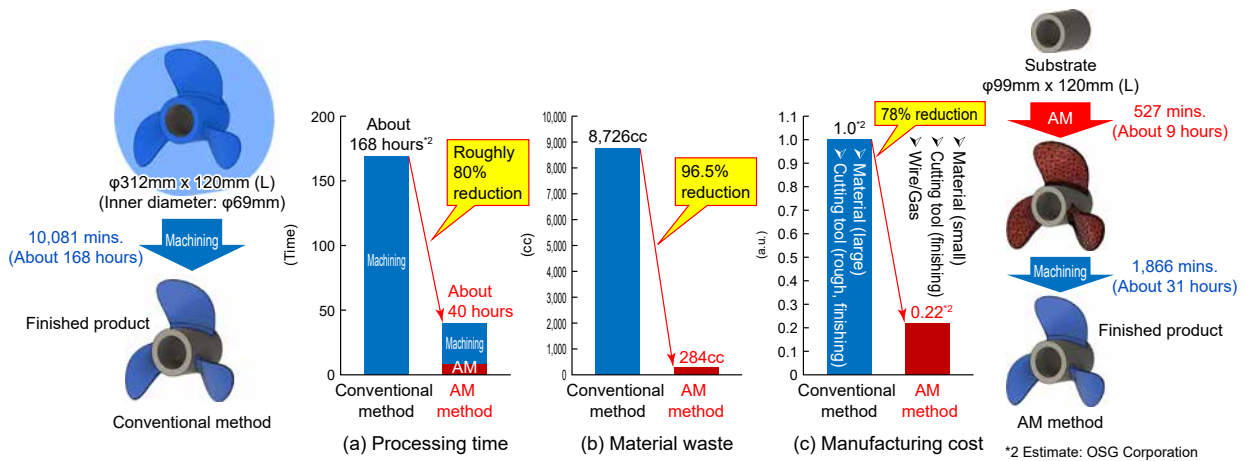 φ312mm x 120mm (L)
(Inner diameter: φ69mm)
10,081 mins.
(About 168 hours)
Machining
Finished product
Conventional method
200
150
100
50
0
(Time)
About
168 hours*2
Roughly
80%
reduction
Machining
About
40 hours
Machining
AM
Conventional
method
AM
method
(a) Processing time
10,000
9,000
8,000
7,000
6,000
5,000
4,000
3,000
2,000
1,000
0
(cc)
8,726cc
96.5%
reduction
284cc
Conventional
method
AM
method
(b) Material waste
1.1
1.0
0.9
0.8
0.7
0.6
0.5
0.4
0.3
0.2
0.1
0
(a.u.)
1.0*2
78% reduction
➢ Material (large)
➢ Cutting tool (rough, finishing)
➢ Material (small)
➢ Cutting tool (finishing)
➢ Wire/Gas
0.22*2
Conventional
method
AM
method
(c) Manufacturing cost
Substrate
φ99mm x 120mm (L)
AM
527 mins.
(About 9 hours)
Machining
1,866 mins.
(About 31 hours)
Finished product
AM method
*2 Estimate: OSG Corporation